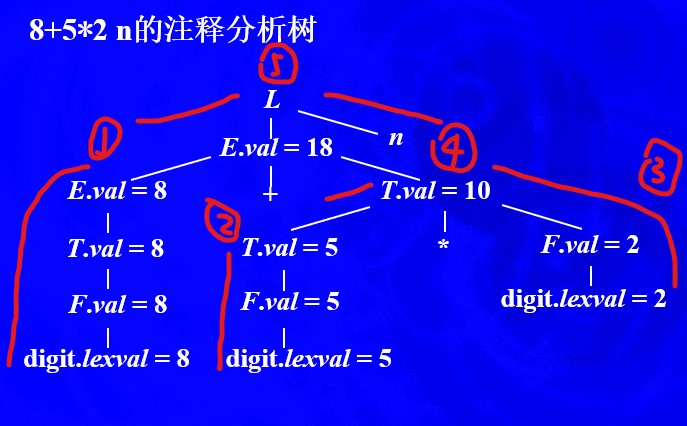 8+5*2 n的注释分析树
5
L
1
E.val = 18
n
4
3
E.val = 8
+
T.val = 10
2
T.val = 8
T.val = 5
*
F.val = 2
F.val = 8
F.val = 5
digit.lexval = 2
digit.lexval = 8
digit.lexval = 5